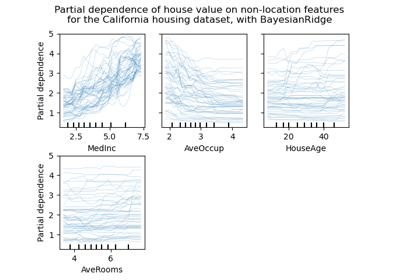 Partial dependence of house value on non-location features
for the California housing dataset, with BayesianRidge
5
4
3
2
1
Partial dependence
2.5 5.0 7.5
MedInc
2 3 4
AveOccup
20 40
HouseAge
5
4
3
2
1
Partial dependence
4 6
AveRooms